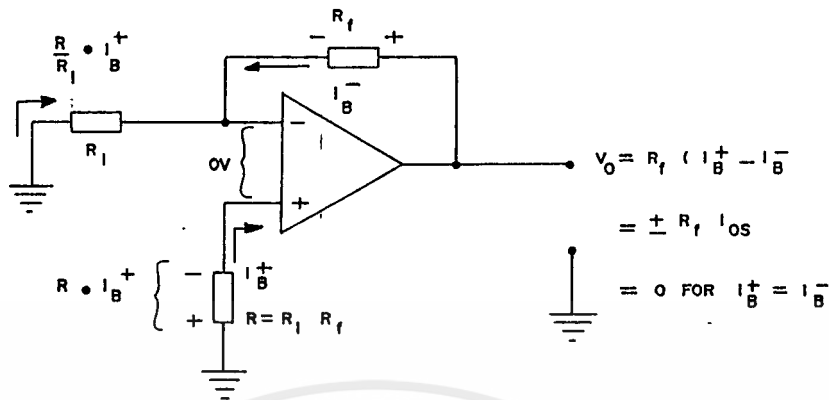 R_f
R/R_1 • I_B^+
− +
I_B^-
R_1
−
0V
+
V_0 = R_f ( I_B^+ − I_B^-
= ± R_f I_OS
= 0 FOR I_B^+ = I_B^-
R • I_B^+
− I_B^+
+ R = R_1 R_f